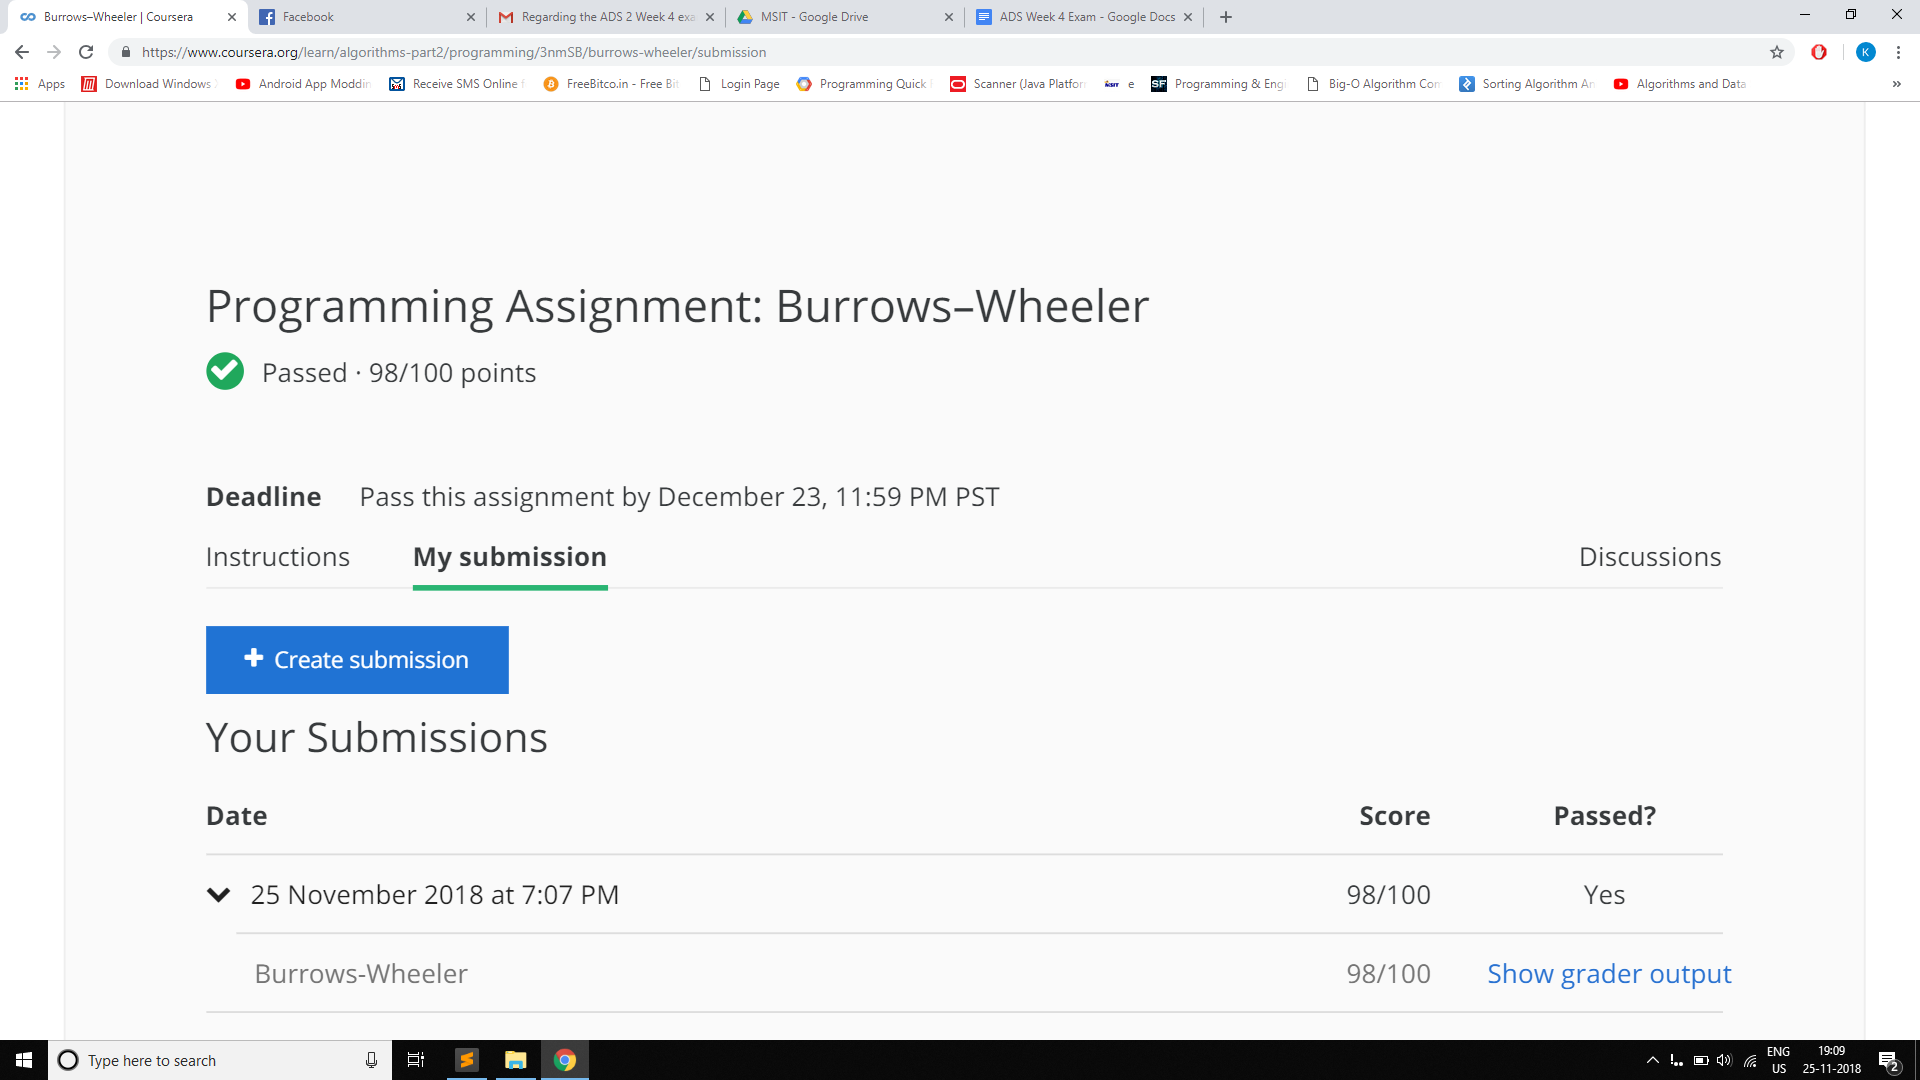 Burrows–Wheeler | Coursera
Facebook
Regarding the ADS 2 Week 4 exa
MSIT - Google Drive
ADS Week 4 Exam - Google Docs
https://www.coursera.org/learn/algorithms-part2/programming/3nmSB/burrows-wheeler/submission
K
Apps
Download Windows
Android App Moddin
Receive SMS Online f
FreeBitco.in - Free Bit
Login Page
Programming Quick
Scanner (Java Platfor
e
SF
Programming & Engi
Big-O Algorithm Com
Sorting Algorithm An
Algorithms and Data
»
Programming Assignment: Burrows–Wheeler
Passed · 98/100 points
Deadline Pass this assignment by December 23, 11:59 PM PST
Instructions My submission Discussions
+ Create submission
Your Submissions
Date Score Passed?
25 November 2018 at 7:07 PM 98/100 Yes
Burrows-Wheeler 98/100 Show grader output
Type here to search
ENG
US
19:09
25-11-2018
2